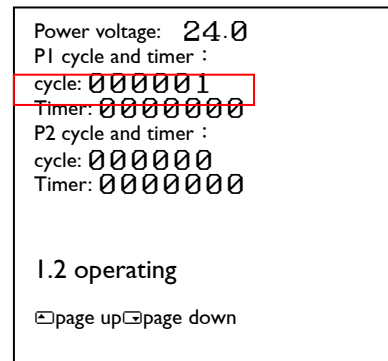 Power voltage: 24.0
P1 cycle and timer：
cycle: 000001
Timer: 0000000
P2 cycle and timer：
cycle: 000000
Timer: 0000000
1.2 operating
page up page down